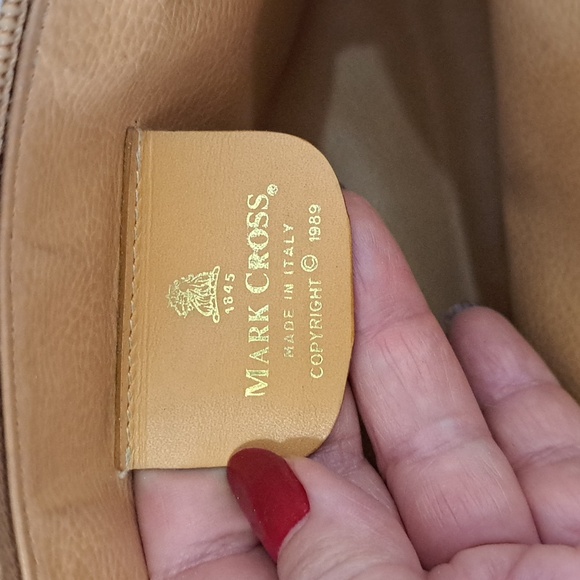 1845
MARK CROSS®
MADE IN ITALY
COPYRIGHT © 1989